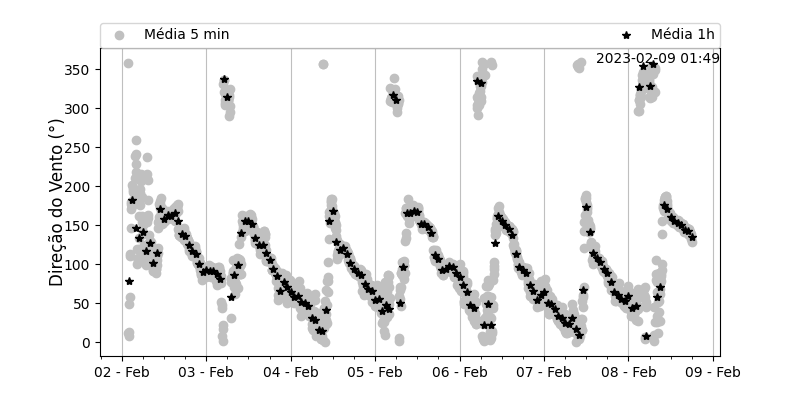 Média 5 min
Média 1h
2023-02-09 01:49
Direção do Vento (°)
350
300
250
200
150
100
50
0
02 - Feb
03 - Feb
04 - Feb
05 - Feb
06 - Feb
07 - Feb
08 - Feb
09 - Feb